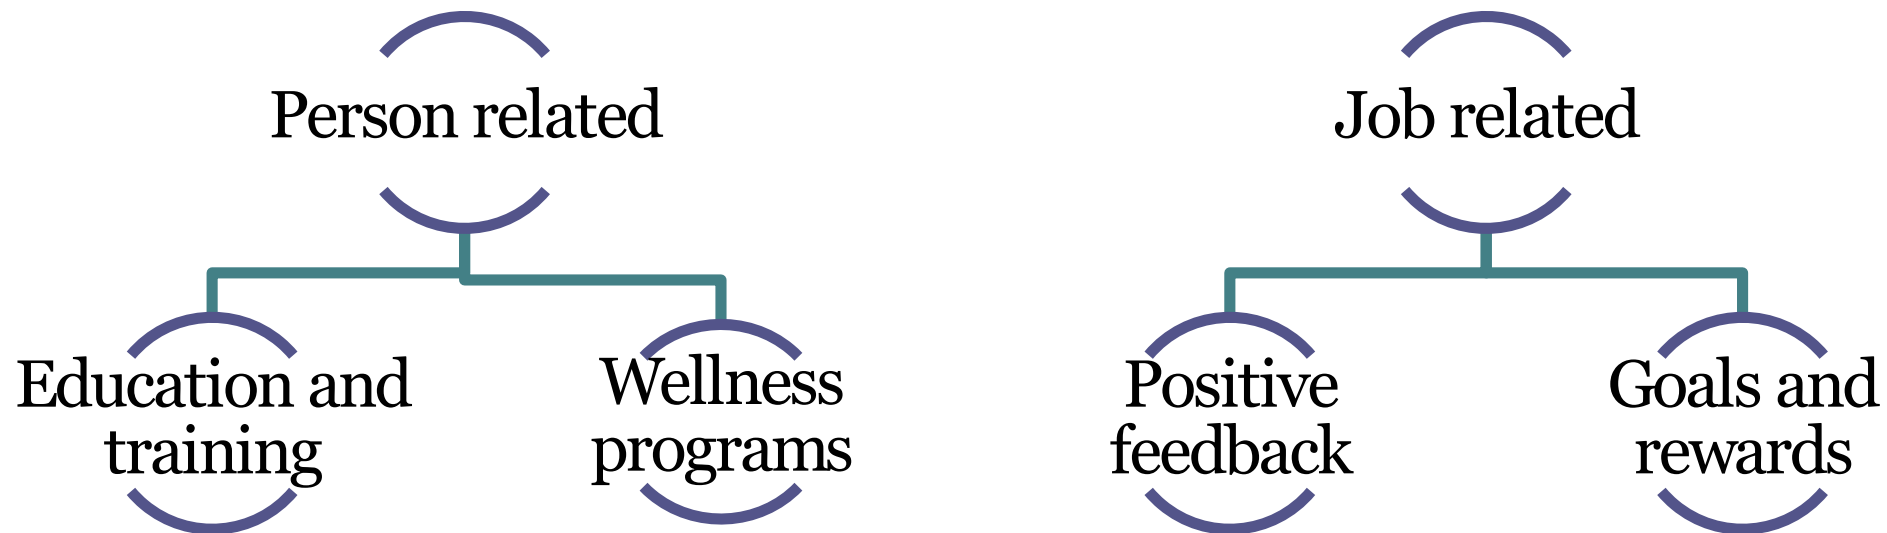 Person related
Job related
Education and
training
Wellness
programs
Positive
feedback
Goals and
rewards